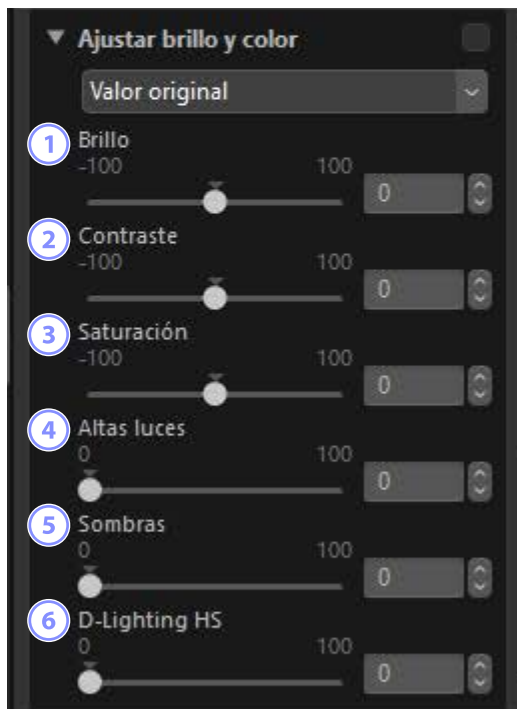 Ajustar brillo y color
Valor original
1 Brillo
-100 100
0
2 Contraste
-100 100
0
3 Saturación
-100 100
0
4 Altas luces
0 100
0
5 Sombras
0 100
0
6 D-Lighting HS
0 100
0